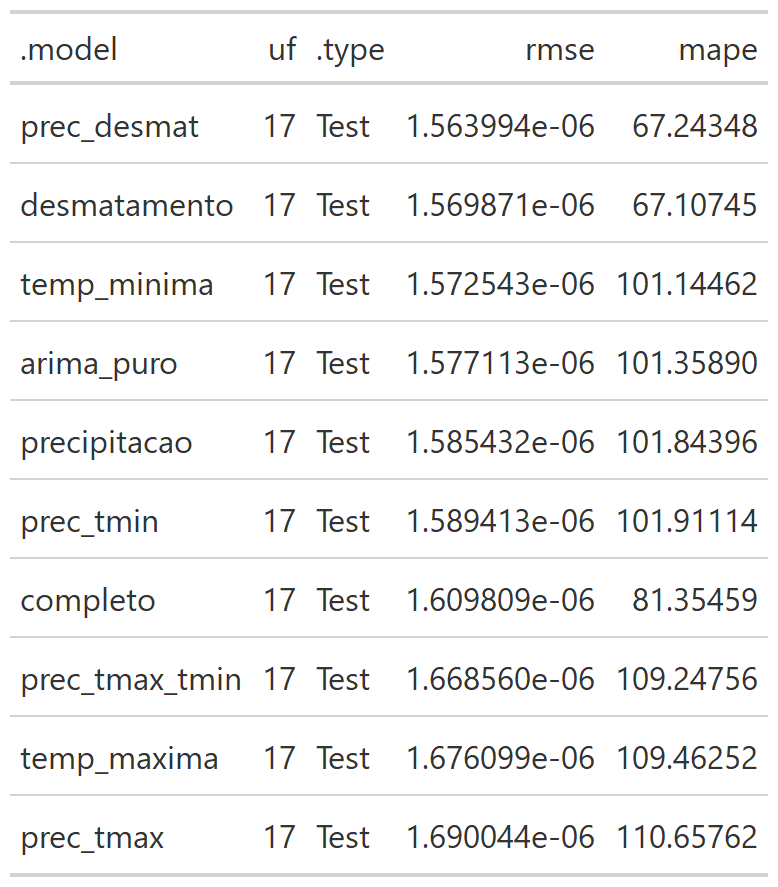 .model uf .type rmse mape
prec_desmat 17 Test 1.563994e-06 67.24348
desmatamento 17 Test 1.569871e-06 67.10745
temp_minima 17 Test 1.572543e-06 101.14462
arima_puro 17 Test 1.577113e-06 101.35890
precipitacao 17 Test 1.585432e-06 101.84396
prec_tmin 17 Test 1.589413e-06 101.91114
completo 17 Test 1.609809e-06 81.35459
prec_tmax_tmin 17 Test 1.668560e-06 109.24756
temp_maxima 17 Test 1.676099e-06 109.46252
prec_tmax 17 Test 1.690044e-06 110.65762